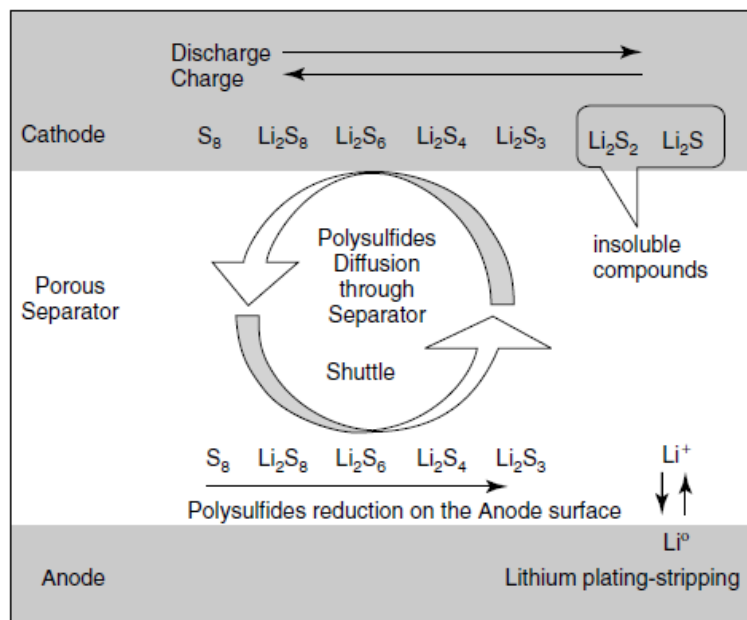 Discharge
Charge
Cathode
S₈ Li₂S₈ Li₂S₆ Li₂S₄ Li₂S₃ Li₂S₂ Li₂S
insoluble
compounds
Polysulfides
Diffusion
through
Separator
Porous
Separator
Shuttle
S₈ Li₂S₈ Li₂S₆ Li₂S₄ Li₂S₃
Li⁺
Polysulfides reduction on the Anode surface
Liº
Anode
Lithium plating-stripping